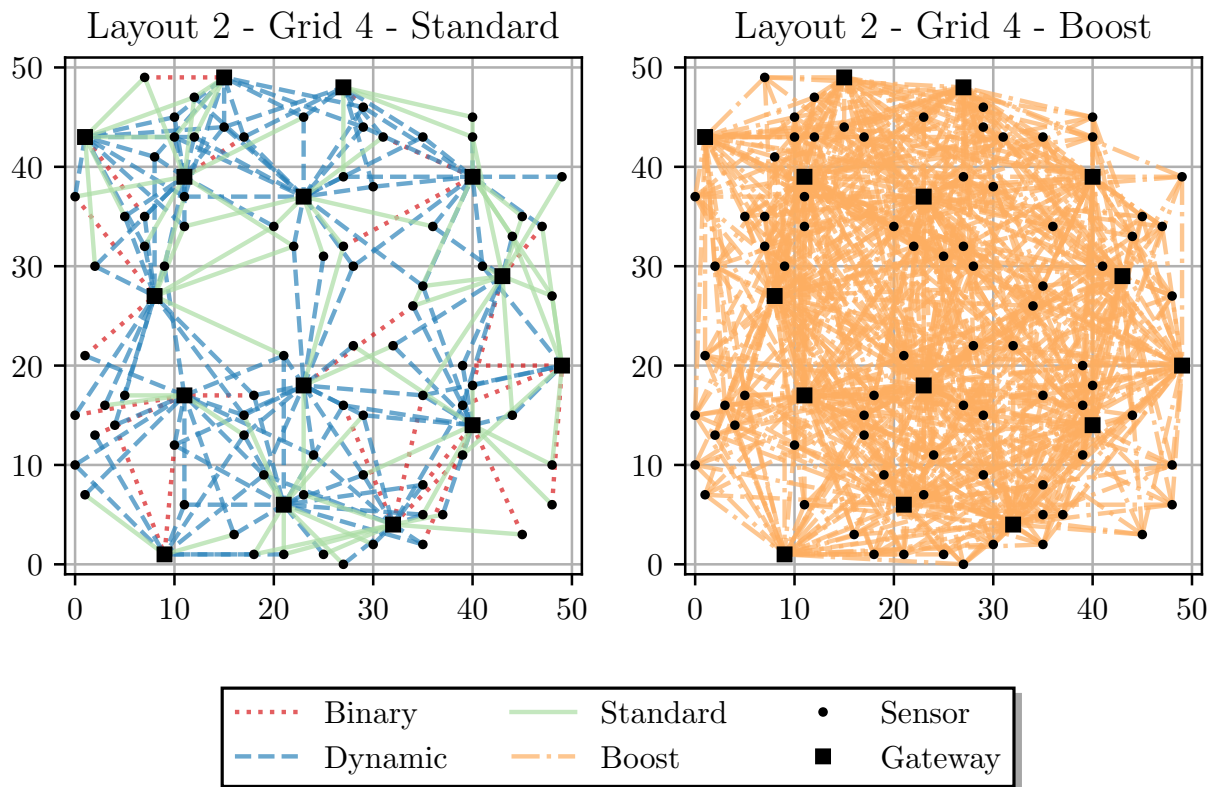 Layout 2 - Grid 4 - Standard
Layout 2 - Grid 4 - Boost
50
40
30
20
10
0
0 10 20 30 40 50
50
40
30
20
10
0
0 10 20 30 40 50
Binary Standard Sensor
Dynamic Boost Gateway